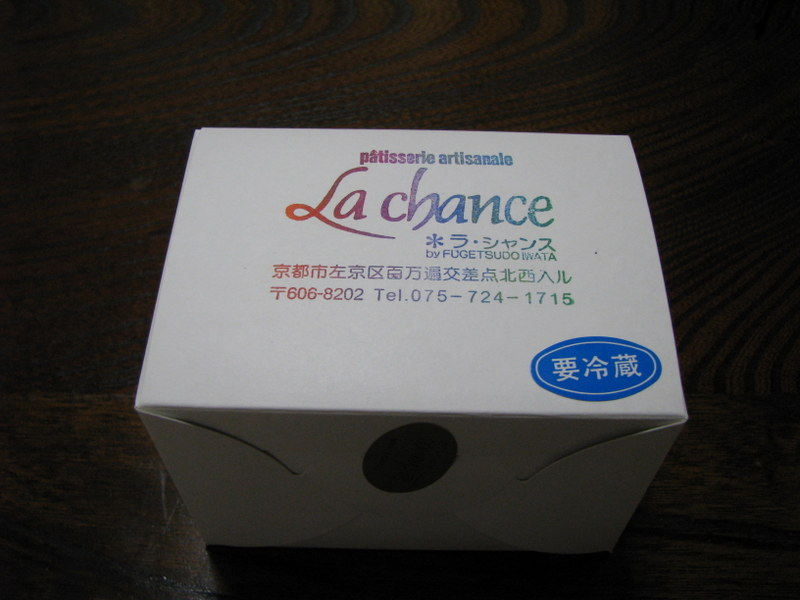 pâtisserie artisanale
La chance
＊ラ・シャンス
by FUGETSUDO IWATA
京都市左京区百万遍交差点北西入ル
〒606-8202 Tel.075-724-1715
要冷蔵